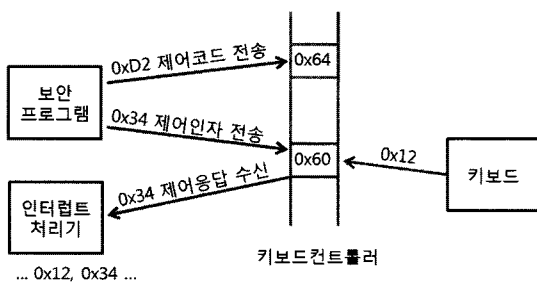 0xD2 제어코드 전송
0x64
보안
프로그램
0x34 제어인자 전송
0x60
0x12
키보드
0x34 제어응답 수신
인터럽트
처리기
키보드컨트롤러
... 0x12, 0x34 ...